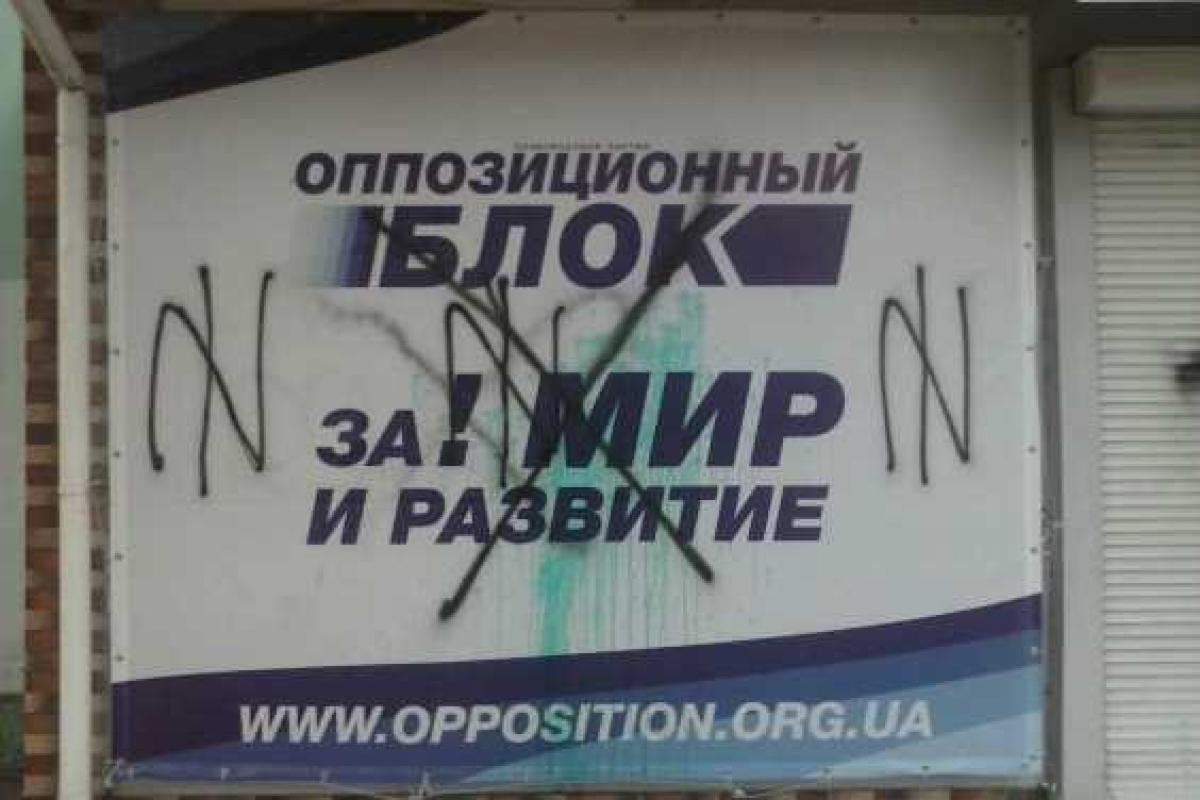 ОППОЗИЦИОННЫЙ
БЛОК
ЗА! МИР
И РАЗВИТИЕ
WWW.OPPOSITION.ORG.UA